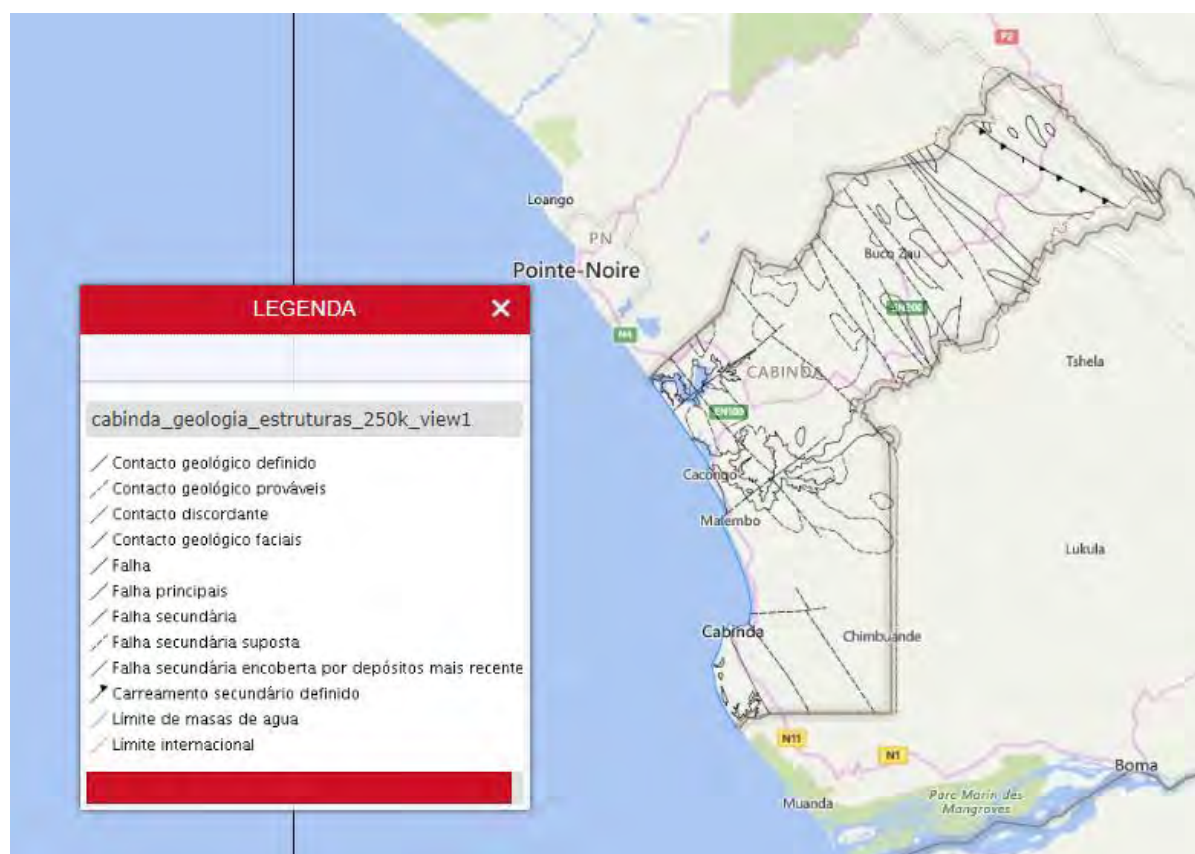 LEGENDA
cabinda_geologia_estruturas_250k_view1
Contacto geológico definido
Contacto geológico prováveis
Contacto discordante
Contacto geológico faciais
Falha
Falha principais
Falha secundária
Falha secundária suposta
Falha secundária encoberta por depósitos mais recente
Carreamento secundário definido
Límite de masas de agua
Límite internacional
P2
Loango
PN
Pointe-Noire
N4
Buco Zau
EN200
CABINDA
Tshela
EN100
Cacongo
Malembo
Lukula
Cabinda
Chimbuande
N11
N1
Boma
Muanda
Parc Marin des
Mangroves